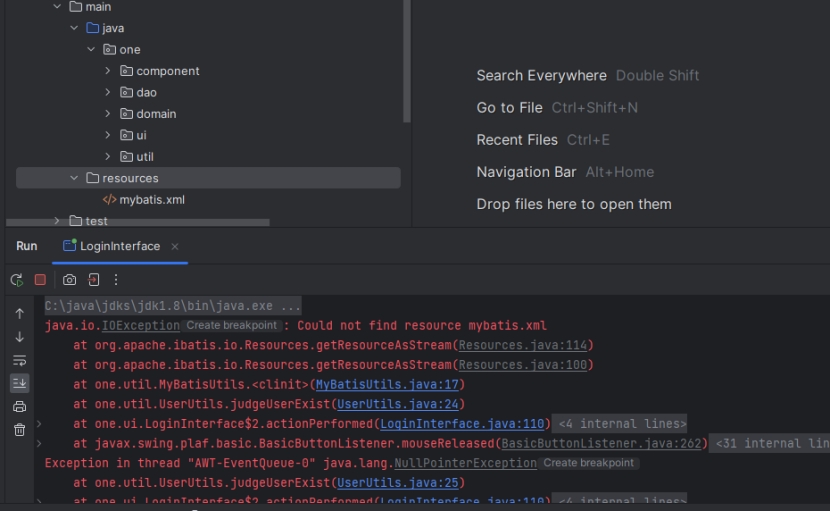 main
java
one
component
dao
domain
ui
util
resources
</> mybatis.xml
test
Search Everywhere Double Shift
Go to File Ctrl+Shift+N
Recent Files Ctrl+E
Navigation Bar Alt+Home
Drop files here to open them
Run LoginInterface ×
C:\java\jdks\jdk1.8\bin\java.exe ...
java.io.IOException Create breakpoint : Could not find resource mybatis.xml
at org.apache.ibatis.io.Resources.getResourceAsStream(Resources.java:114)
at org.apache.ibatis.io.Resources.getResourceAsStream(Resources.java:100)
at one.util.MyBatisUtils.<clinit>(MyBatisUtils.java:17)
at one.util.UserUtils.judgeUserExist(UserUtils.java:24)
at one.ui.LoginInterface$2.actionPerformed(LoginInterface.java:110) <4 internal lines>
at javax.swing.plaf.basic.BasicButtonListener.mouseReleased(BasicButtonListener.java:262) <31 internal lin
Exception in thread "AWT-EventQueue-0" java.lang.NullPointerException Create breakpoint
at one.util.UserUtils.judgeUserExist(UserUtils.java:25)
at one.ui.LoginInterface$2.actionPerformed(LoginInterface.java:110) <4 internal lines>